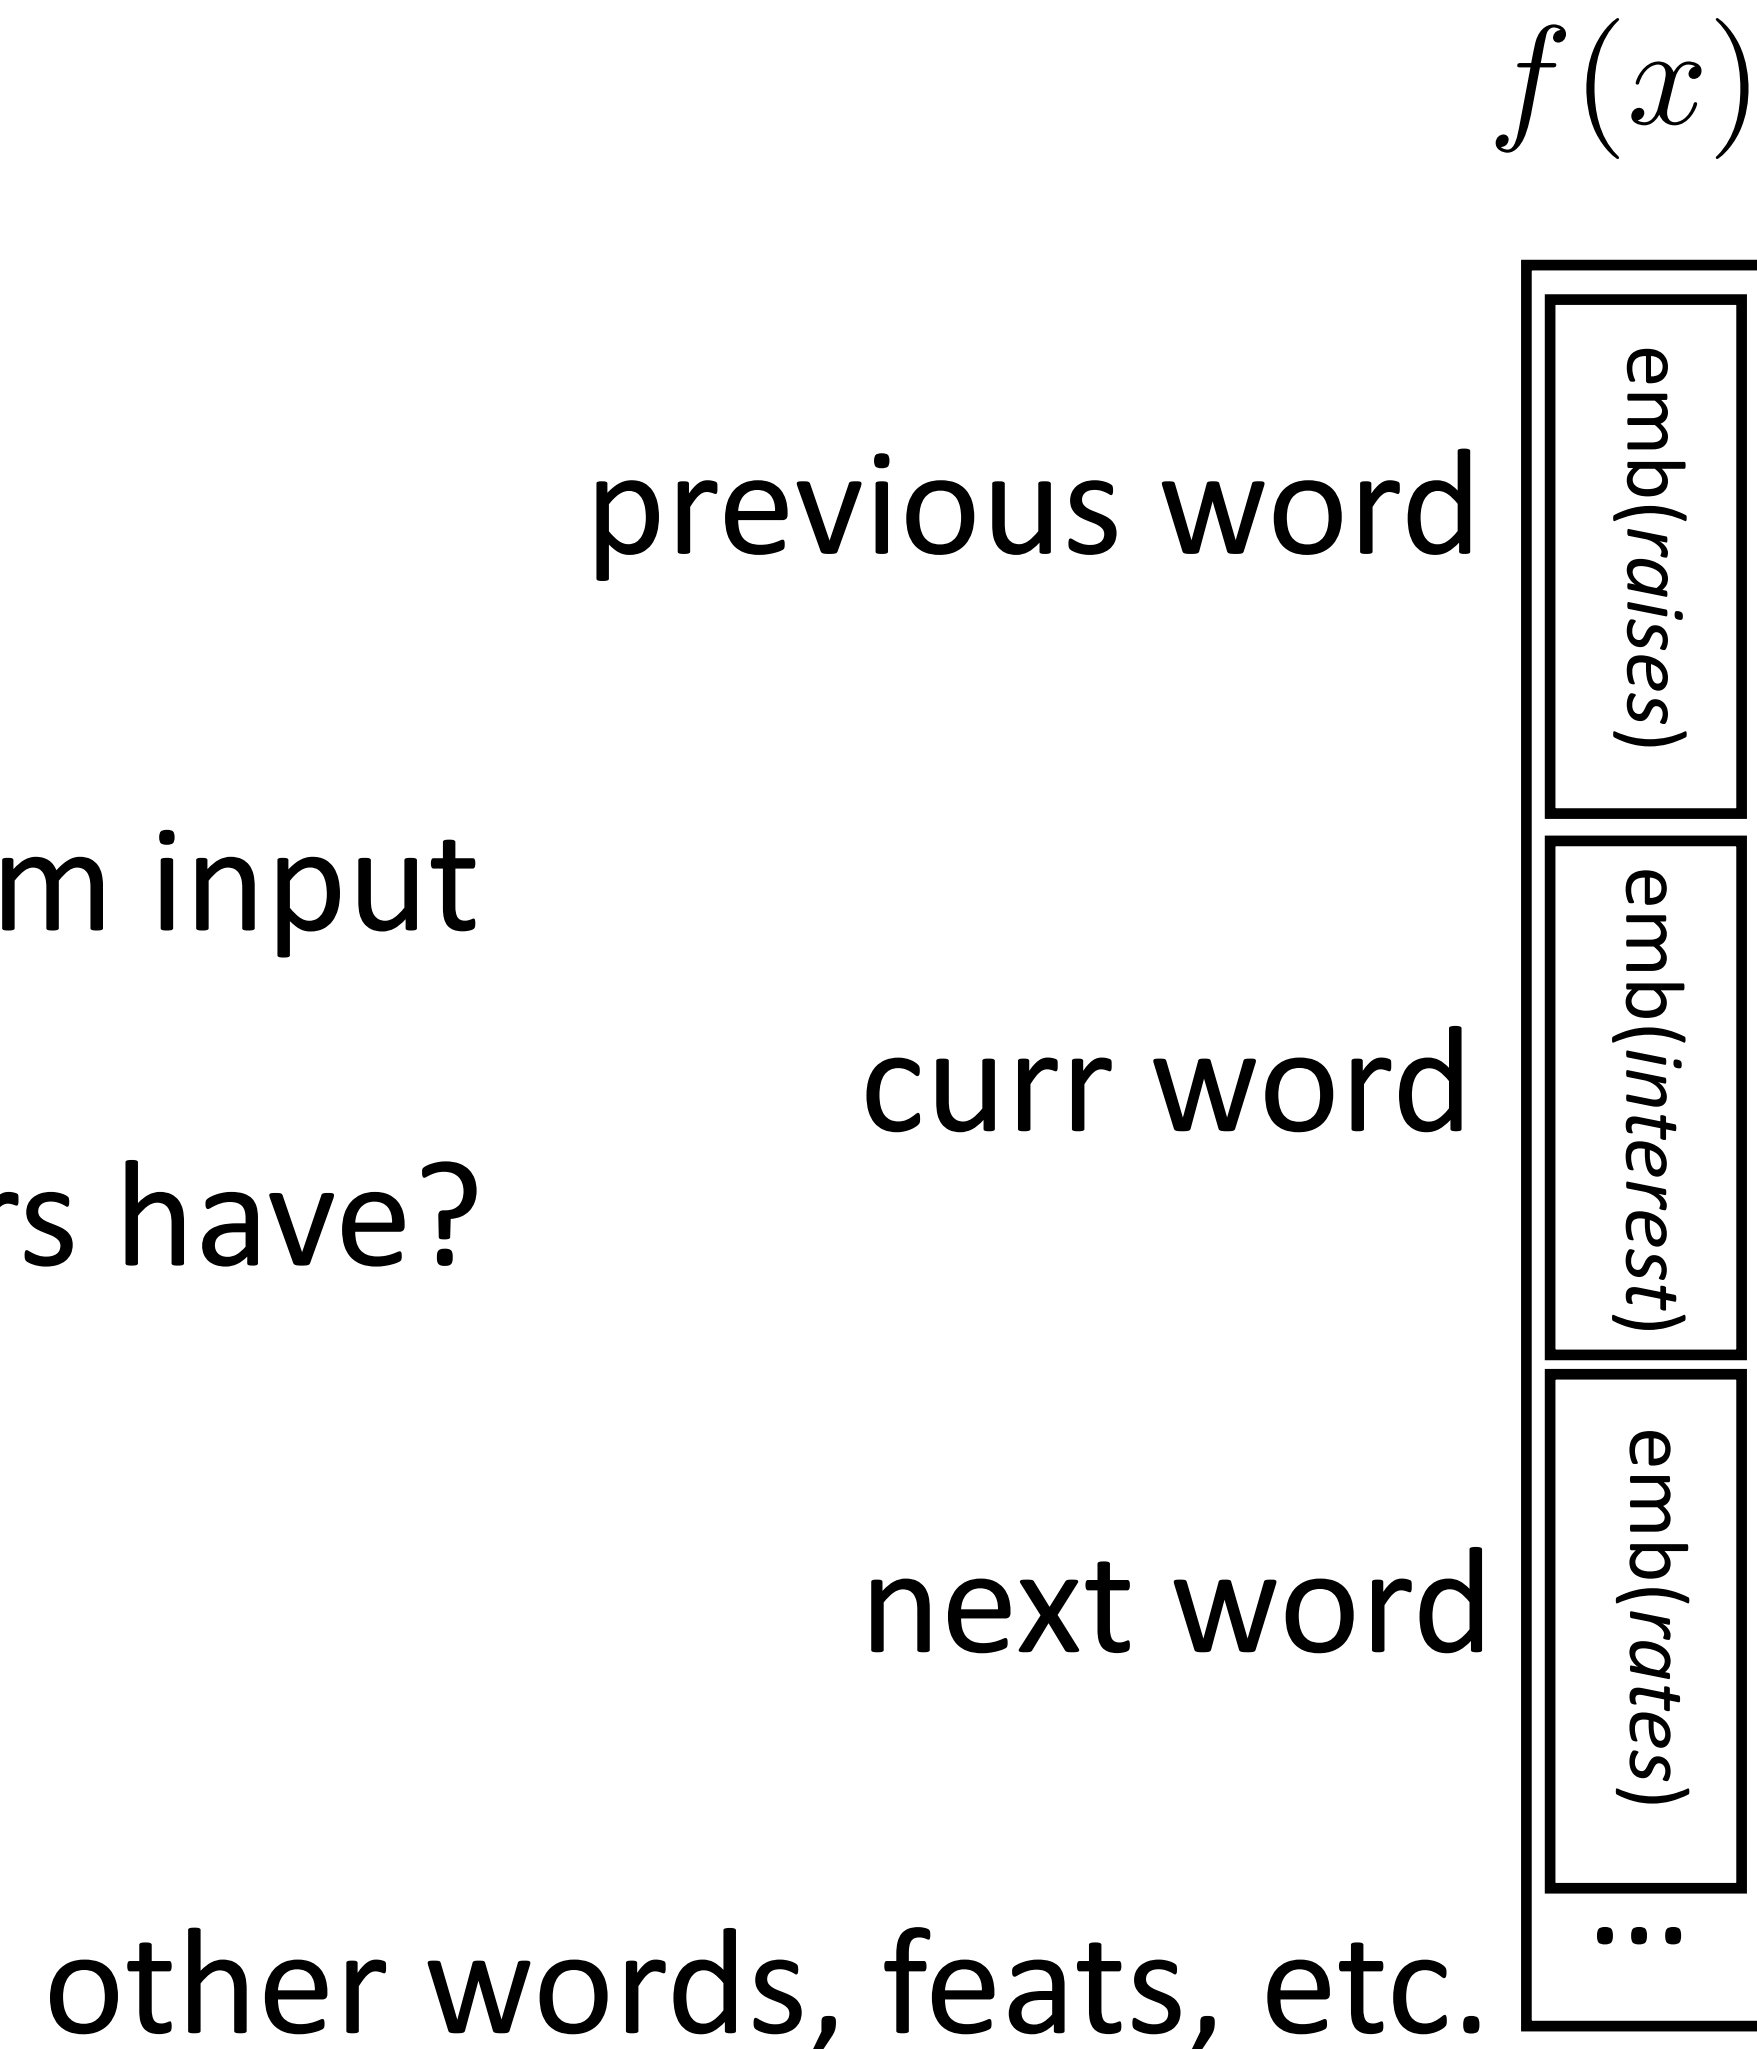 f(x)
emb(raises)
previous word
m input
emb(interest)
curr word
rs have?
emb(rates)
next word
...
other words, feats, etc.